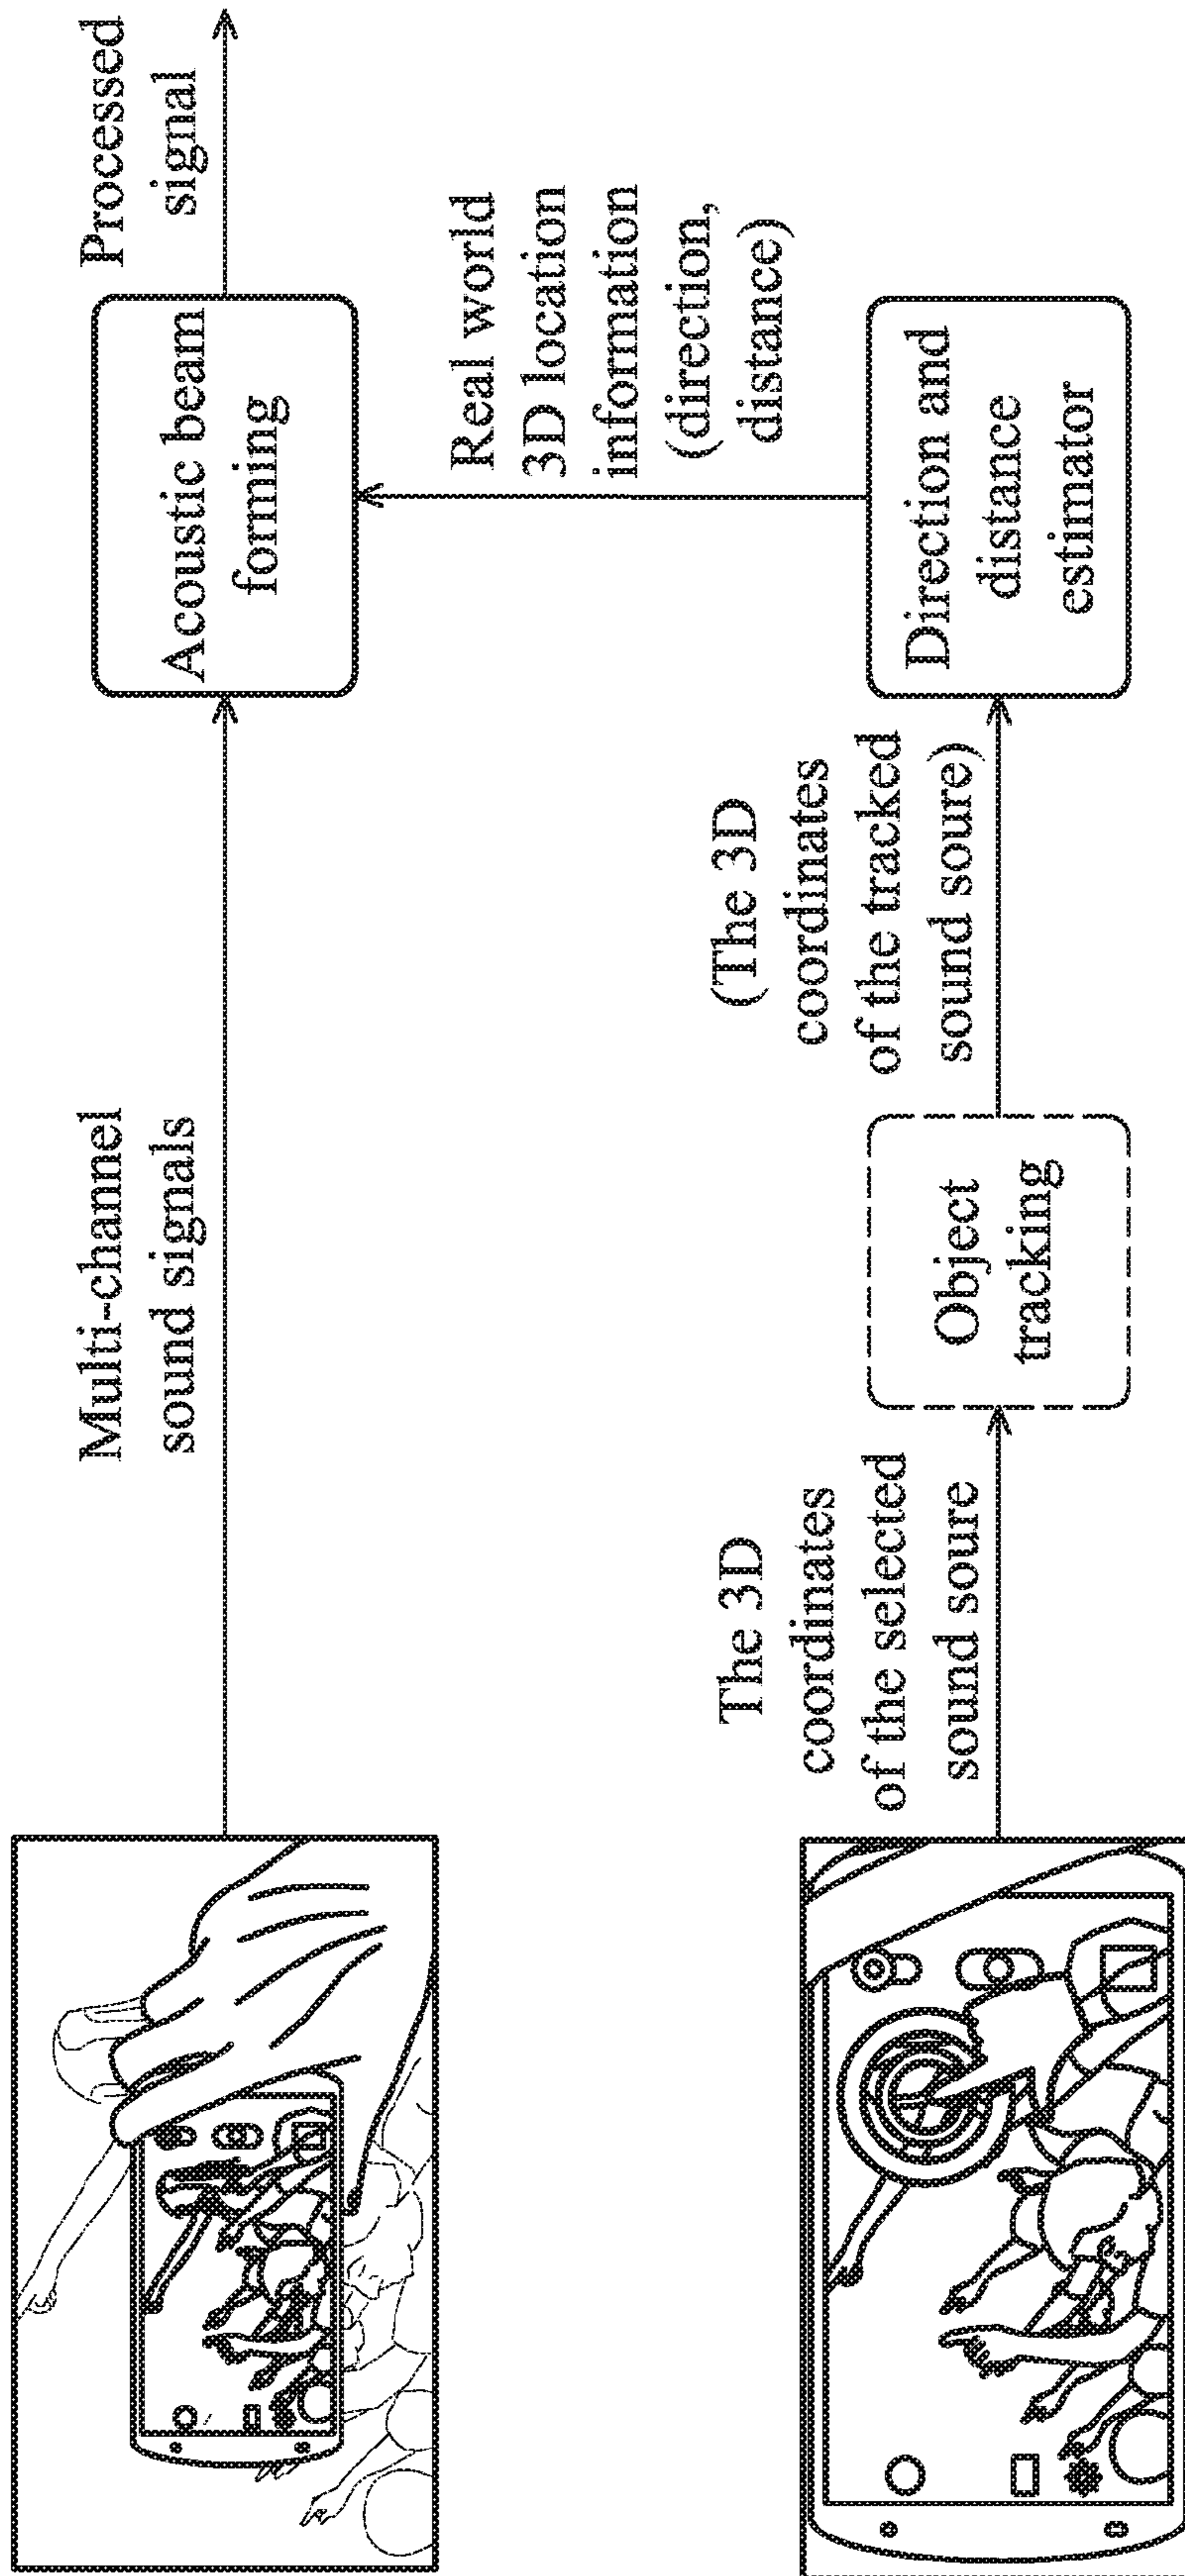 Multi-channel
sound signals
Acoustic beam
forming
Processed
signal
Real world
3D location
information
(direction,
distance)
The 3D
coordinates
of the selected
sound soure
Object
tracking
(The 3D
coordinates
of the tracked
sound soure)
Direction and
distance
estimator